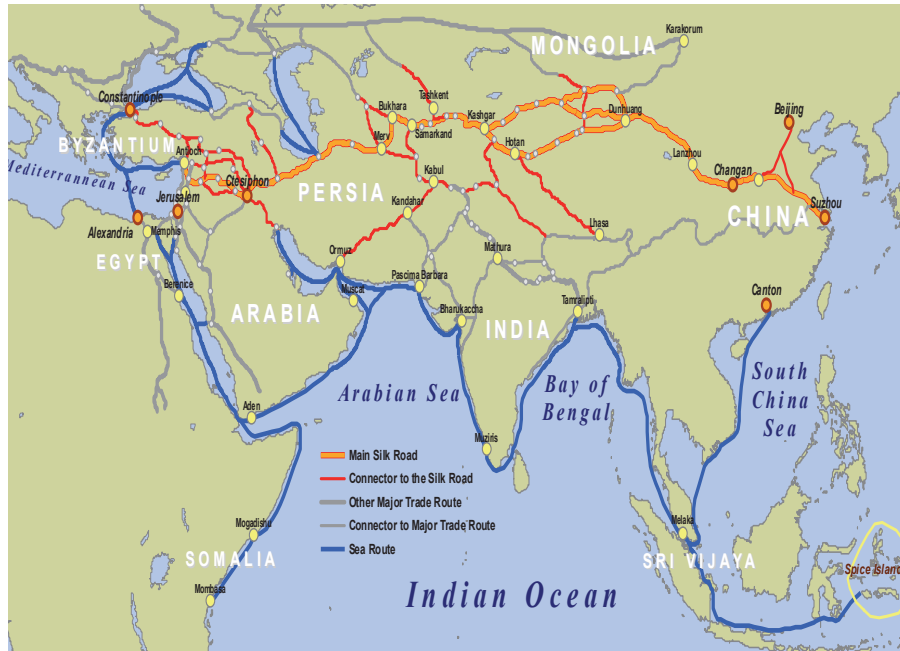 Karakorum
MONGOLIA
Constantinople
Tashkent
Bukhara
Samarkand
Kashgar
Dunhuang
Beijing
BYZANTIUM
Antioch
Merv
Hotan
Lanzhou
Mediterranean Sea
Ctesiphon
PERSIA
Kabul
Changan
Jerusalem
Kandahar
Suzhou
CHINA
Alexandria
Memphis
Lhasa
EGYPT
Ormuz
Mathura
Berenice
Muscat
Pascima Barbara
Tamralipti
Canton
ARABIA
Bharukaccha
INDIA
Arabian Sea
Bay of
Bengal
South
China
Sea
Aden
Muziris
Main Silk Road
Connector to the Silk Road
Other Major Trade Route
Connector to Major Trade Route
Sea Route
Mogadishu
SOMALIA
Mombasa
Melaka
SRI VIJAYA
Spice Island
Indian Ocean